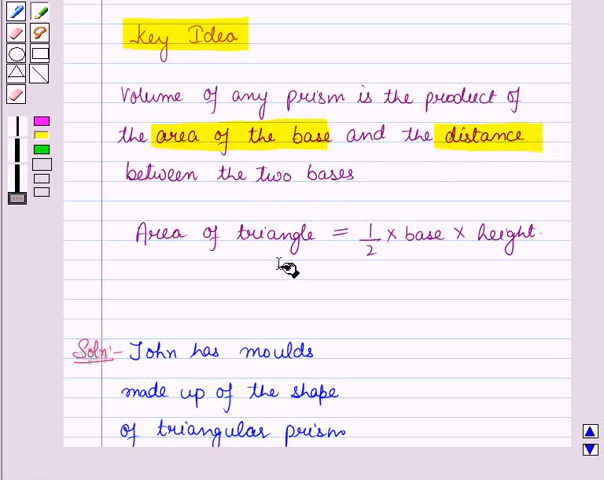 Key Idea
Volume of any prism is the product of
the area of the base and the distance
between the two bases
Area of triangle = 1/2 × base × height.
Soln:- John has moulds
made up of the shape
of triangular prism